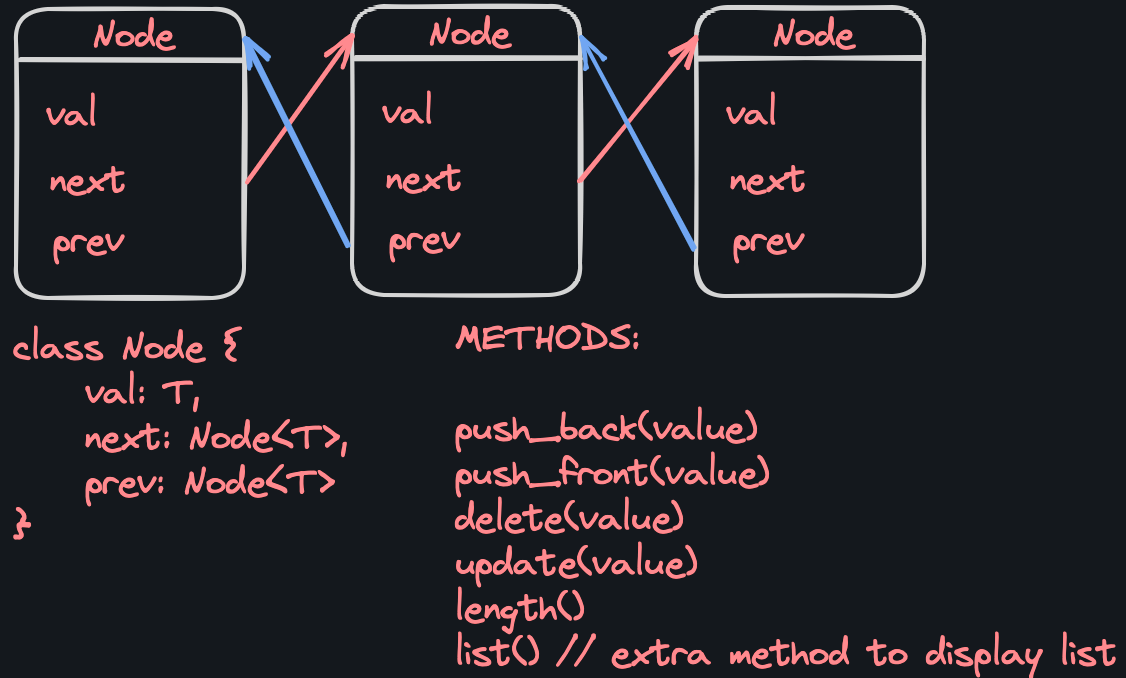 Node
val
next
prev
Node
val
next
prev
Node
val
next
prev
class Node {
val: T,
next: Node<T>,
prev: Node<T>
}
METHODS:
push_back(value)
push_front(value)
delete(value)
update(value)
length()
list() // extra method to display list